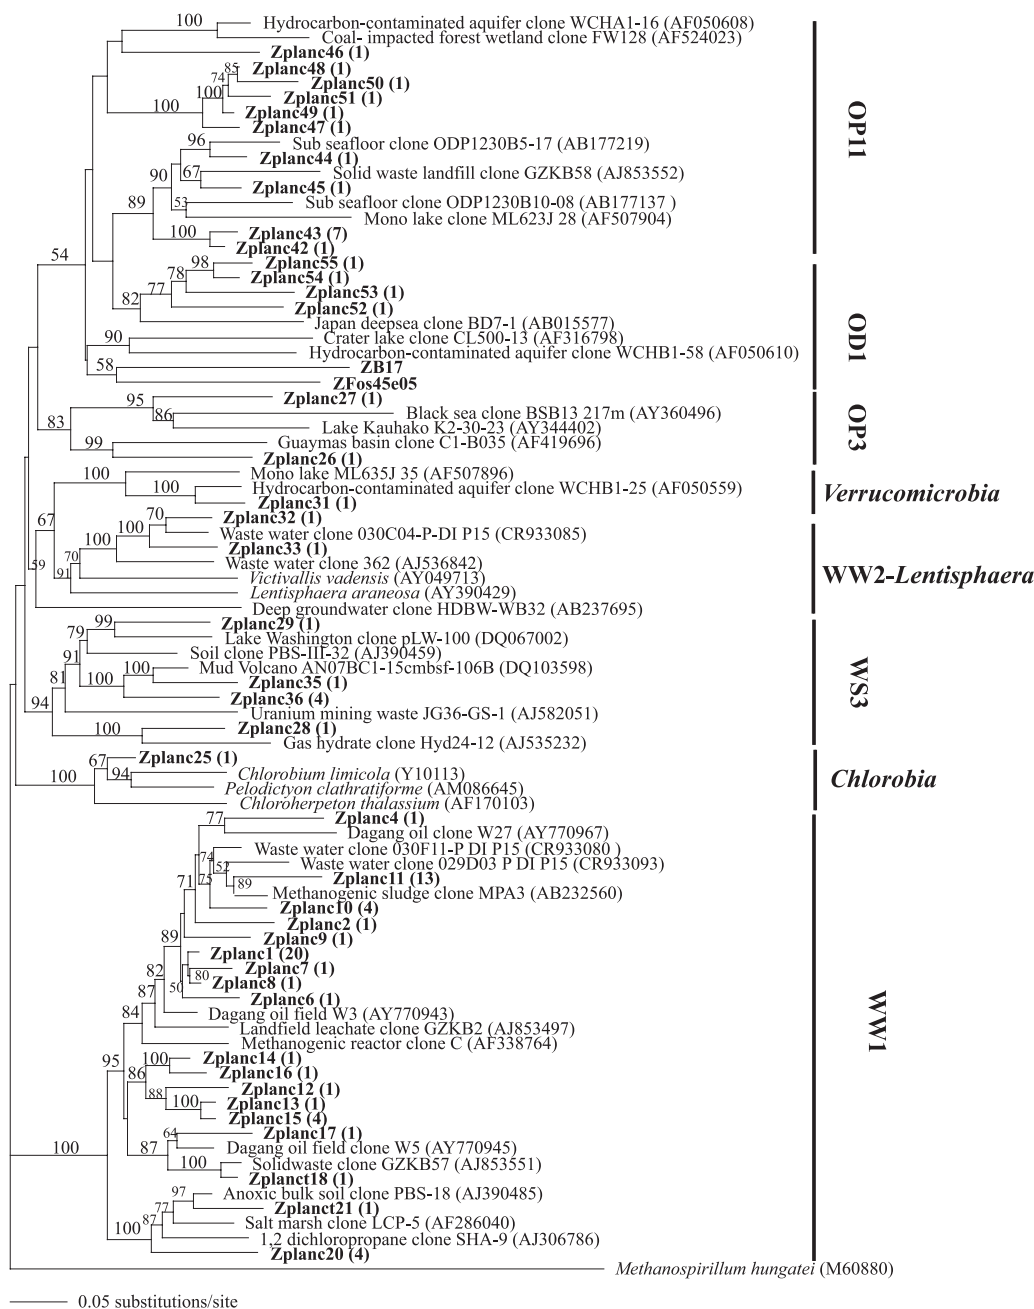 100
Hydrocarbon-contaminated aquifer clone WCHA1-16 (AF050608)
Coal- impacted forest wetland clone FW128 (AF524023)
Zplanc46 (1)
85
Zplanc48 (1)
74
Zplanc50 (1)
100
Zplanc51 (1)
100
Zplanc49 (1)
Zplanc47 (1)
OP11
96
Sub seafloor clone ODP1230B5-17 (AB177219)
Zplanc44 (1)
90
67
Solid waste landfill clone GZKB58 (AJ853552)
Zplanc45 (1)
89
53
Sub seafloor clone ODP1230B10-08 (AB177137 )
Mono lake clone ML623J 28 (AF507904)
100
Zplanc43 (7)
Zplanc42 (1)
54
98
Zplanc55 (1)
78
Zplanc54 (1)
77
Zplanc53 (1)
82
Zplanc52 (1)
Japan deepsea clone BD7-1 (AB015577)
OD1
90
Crater lake clone CL500-13 (AF316798)
Hydrocarbon-contaminated aquifer clone WCHB1-58 (AF050610)
58
ZB17
ZFos45e05
95
Zplanc27 (1)
86
Black sea clone BSB13 217m (AY360496)
83
Lake Kauhako K2-30-23 (AY344402)
OP3
99
Guaymas basin clone C1-B035 (AF419696)
Zplanc26 (1)
100
Mono lake ML635J 35 (AF507896)
100
Hydrocarbon-contaminated aquifer clone WCHB1-25 (AF050559)
Verrucomicrobia
Zplanc31 (1)
67
70
Zplanc32 (1)
100
Waste water clone 030C04-P-DI P15 (CR933085)
100
Zplanc33 (1)
59
70
Waste water clone 362 (AJ536842)
91
Victivallis vadensis (AY049713)
WW2-Lentisphaera
Lentisphaera araneosa (AY390429)
Deep groundwater clone HDBW-WB32 (AB237695)
99
Zplanc29 (1)
79
Lake Washington clone pLW-100 (DQ067002)
91
Soil clone PBS-III-32 (AJ390459)
100
Mud Volcano AN07BC1-15cmbsf-106B (DQ103598)
81
100
Zplanc35 (1)
WS3
94
Zplanc36 (4)
Uranium mining waste JG36-GS-1 (AJ582051)
100
Zplanc28 (1)
Gas hydrate clone Hyd24-12 (AJ535232)
67
Zplanc25 (1)
100
94
Chlorobium limicola (Y10113)
Chlorobia
Pelodictyon clathratiforme (AM086645)
Chloroherpeton thalassium (AF170103)
77
Zplanc4 (1)
Dagang oil clone W27 (AY770967)
74
Waste water clone 030F11-P DI P15 (CR933080 )
52
Waste water clone 029D03 P DI P15 (CR933093)
71
75
89
Zplanc11 (13)
Methanogenic sludge clone MPA3 (AB232560)
Zplanc10 (4)
Zplanc2 (1)
89
Zplanc9 (1)
Zplanc1 (20)
82
80
Zplanc7 (1)
50
Zplanc8 (1)
87
Zplanc6 (1)
84
Dagang oil field W3 (AY770943)
Landfield leachate clone GZKB2 (AJ853497)
WW1
Methanogenic reactor clone C (AF338764)
95
100
Zplanc14 (1)
86
Zplanc16 (1)
88
Zplanc12 (1)
100
Zplanc13 (1)
Zplanc15 (4)
64
Zplanc17 (1)
100
87
Dagang oil field clone W5 (AY770945)
100
Solidwaste clone GZKB57 (AJ853551)
Zplanct18 (1)
97
Anoxic bulk soil clone PBS-18 (AJ390485)
77
Zplanct21 (1)
87
Salt marsh clone LCP-5 (AF286040)
100
1,2 dichloropropane clone SHA-9 (AJ306786)
Zplanc20 (4)
Methanospirillum hungatei (M60880)
0.05 substitutions/site